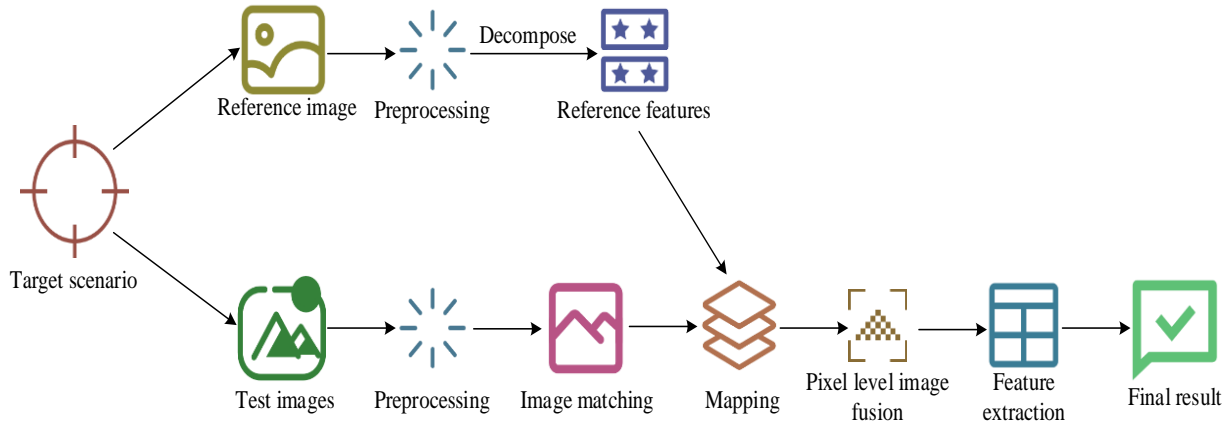 Decompose
Reference image
Preprocessing
Reference features
Target scenario
Test images
Preprocessing
Image matching
Mapping
Pixel level image
fusion
Feature
extraction
Final result